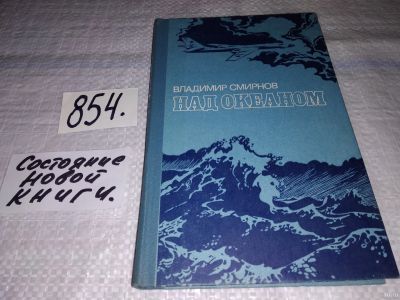 854.
Состояние
новой
книги.
ВЛАДИМИР СМИРНОВ
НАД ОКЕАНОМ